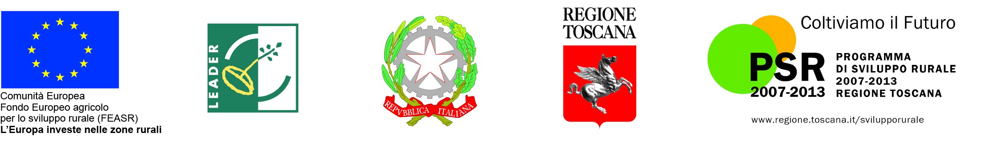 Comunità Europea
Fondo Europeo agricolo
per lo sviluppo rurale (FEASR)
L'Europa investe nelle zone rurali
LEADER
REPVBBLICA ITALIANA
REGIONE
TOSCANA
Coltiviamo il Futuro
PSR
2007-2013
PROGRAMMA
DI SVILUPPO RURALE
2007-2013
REGIONE TOSCANA
www.regione.toscana.it/svilupporurale